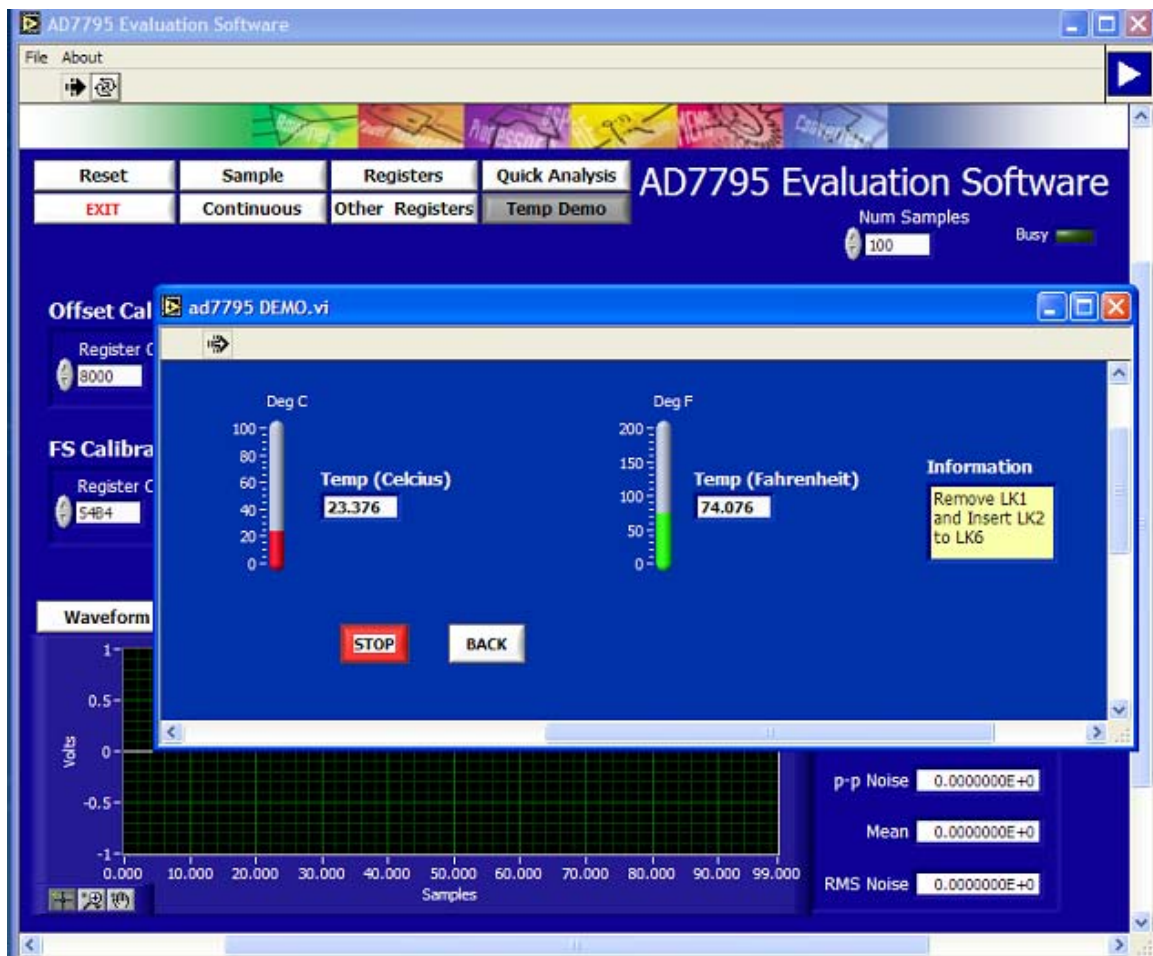 AD7795 Evaluation Software
File About
Reset Sample Registers Quick Analysis
EXIT Continuous Other Registers Temp Demo
AD7795 Evaluation Software
Num Samples
100
Busy
Offset Cal
Register C
8000
FS Calibra
Register C
54B4
ad7795 DEMO.vi
Deg C
100
80
60
40
20
0
Temp (Celcius)
23.376
Deg F
200
150
100
50
0
Temp (Fahrenheit)
74.076
Information
Remove LK1
and Insert LK2
to LK6
STOP BACK
Waveform
1
0.5
0
-0.5
-1
Volts
0.000 10.000 20.000 30.000 40.000 50.000 60.000 70.000 80.000 90.000 99.000
Samples
p-p Noise 0.0000000E+0
Mean 0.0000000E+0
RMS Noise 0.0000000E+0